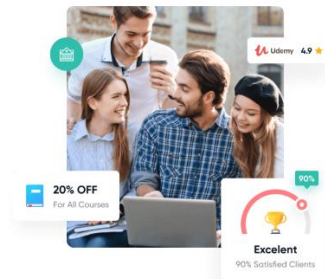 Udemy 4.9
20% OFF
For All Courses
90%
Excelent
90% Satisfied Clients